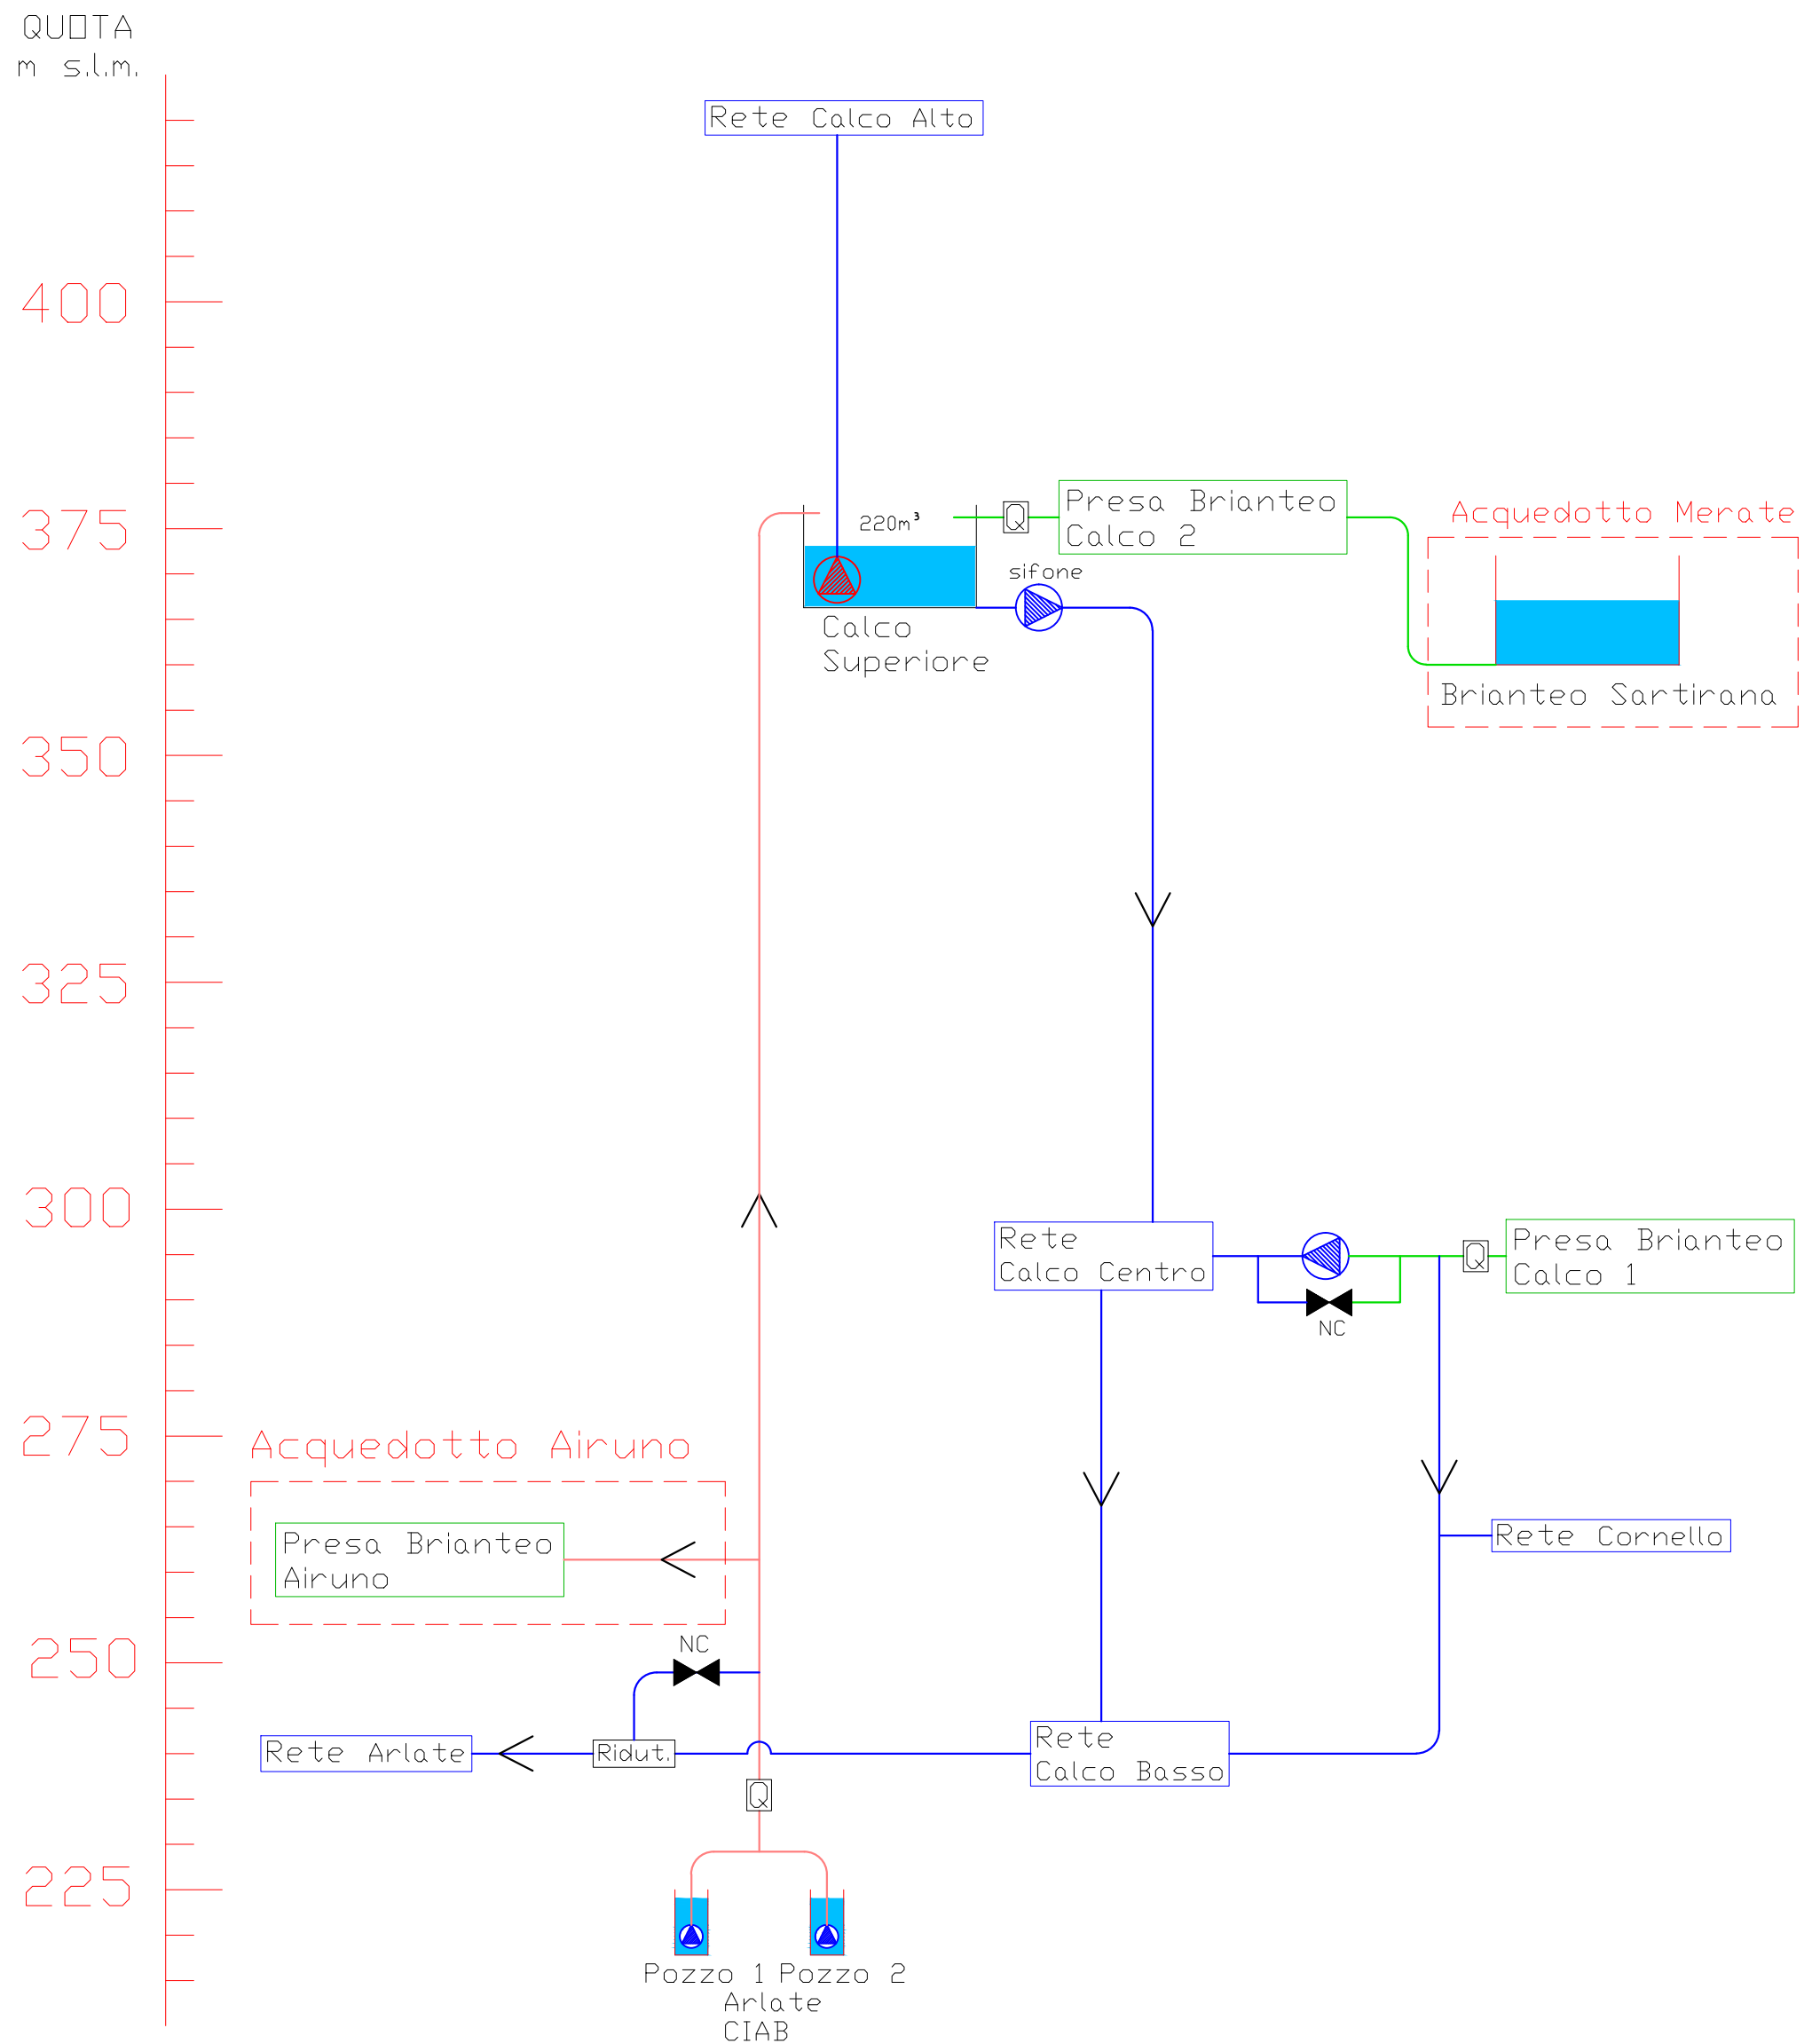 QUOTA
m s.l.m.
Rete Calco Alto
400
375
220m³
Q
Presa Brianteo
Calco 2
Acquedotto Merate
sifone
Calco
Superiore
Brianteo Sartirana
350
325
300
Rete
Calco Centro
Q
Presa Brianteo
Calco 1
NC
275
Acquedotto Airuno
Presa Brianteo
Airuno
Rete Cornello
250
NC
Rete Arlate
Ridut.
Rete
Calco Basso
Q
225
Pozzo 1
Pozzo 2
Arlate
CIAB